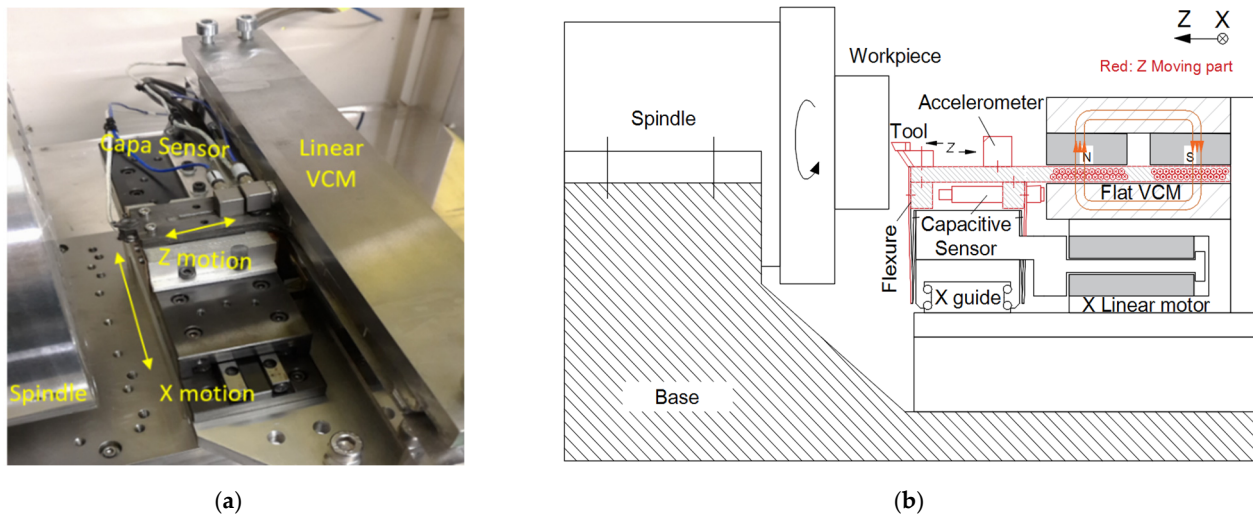 Capa Sensor
Linear
VCM
Z motion
X motion
Spindle
(a)
Z X
Red: Z Moving part
Workpiece
Accelerometer
Spindle
Tool
Z
N
S
Flat VCM
Capacitive
Sensor
Flexure
X guide
X Linear motor
Base
(b)